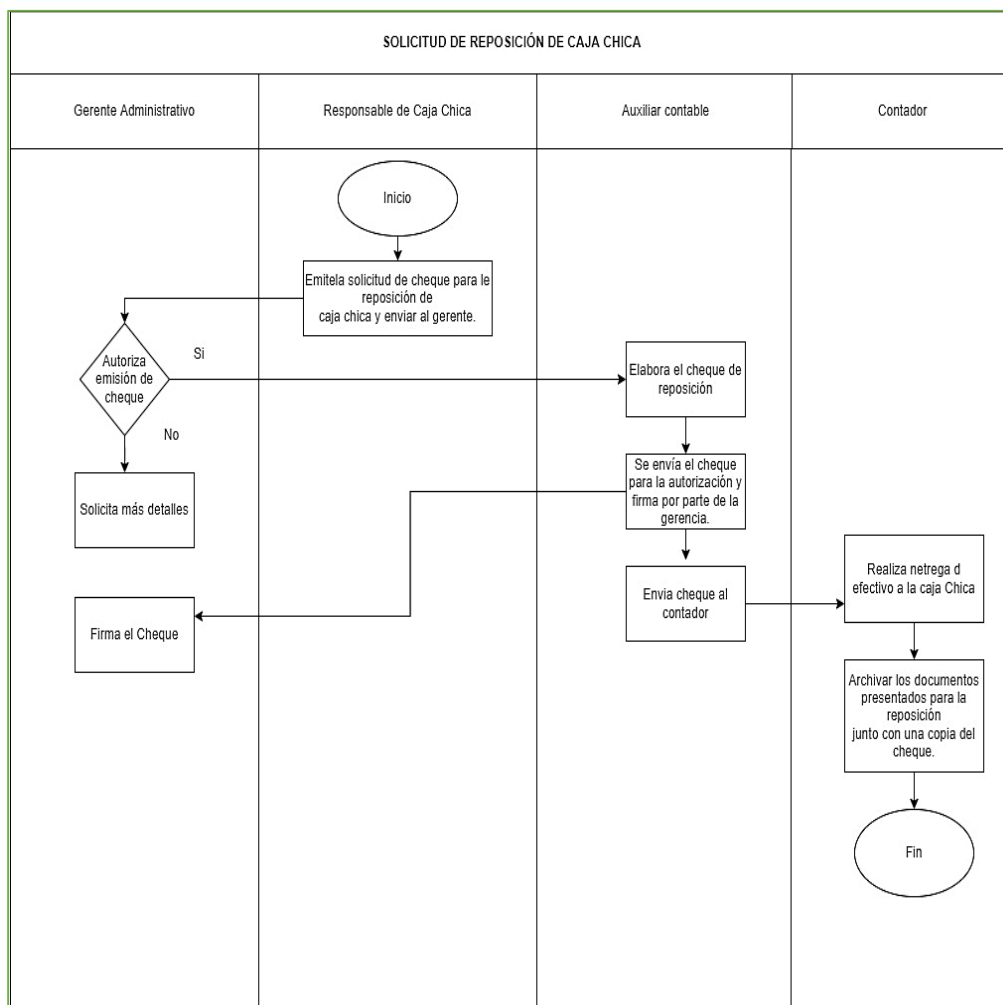 SOLICITUD DE REPOSICIÓN DE CAJA CHICA
Gerente Administrativo
Responsable de Caja Chica
Auxiliar contable
Contador
Inicio
Emitela solicitud de cheque para le
reposición de
caja chica y enviar al gerente.
Autoriza
emisión de
cheque
Si
No
Solicita más detalles
Elabora el cheque de
reposición
Se envía el cheque
para la autorización y
firma por parte de la
gerencia.
Firma el Cheque
Envia cheque al
contador
Realiza netrega d
efectivo a la caja Chica
Archivar los documentos
presentados para la
reposición
junto con una copia del
cheque.
Fin